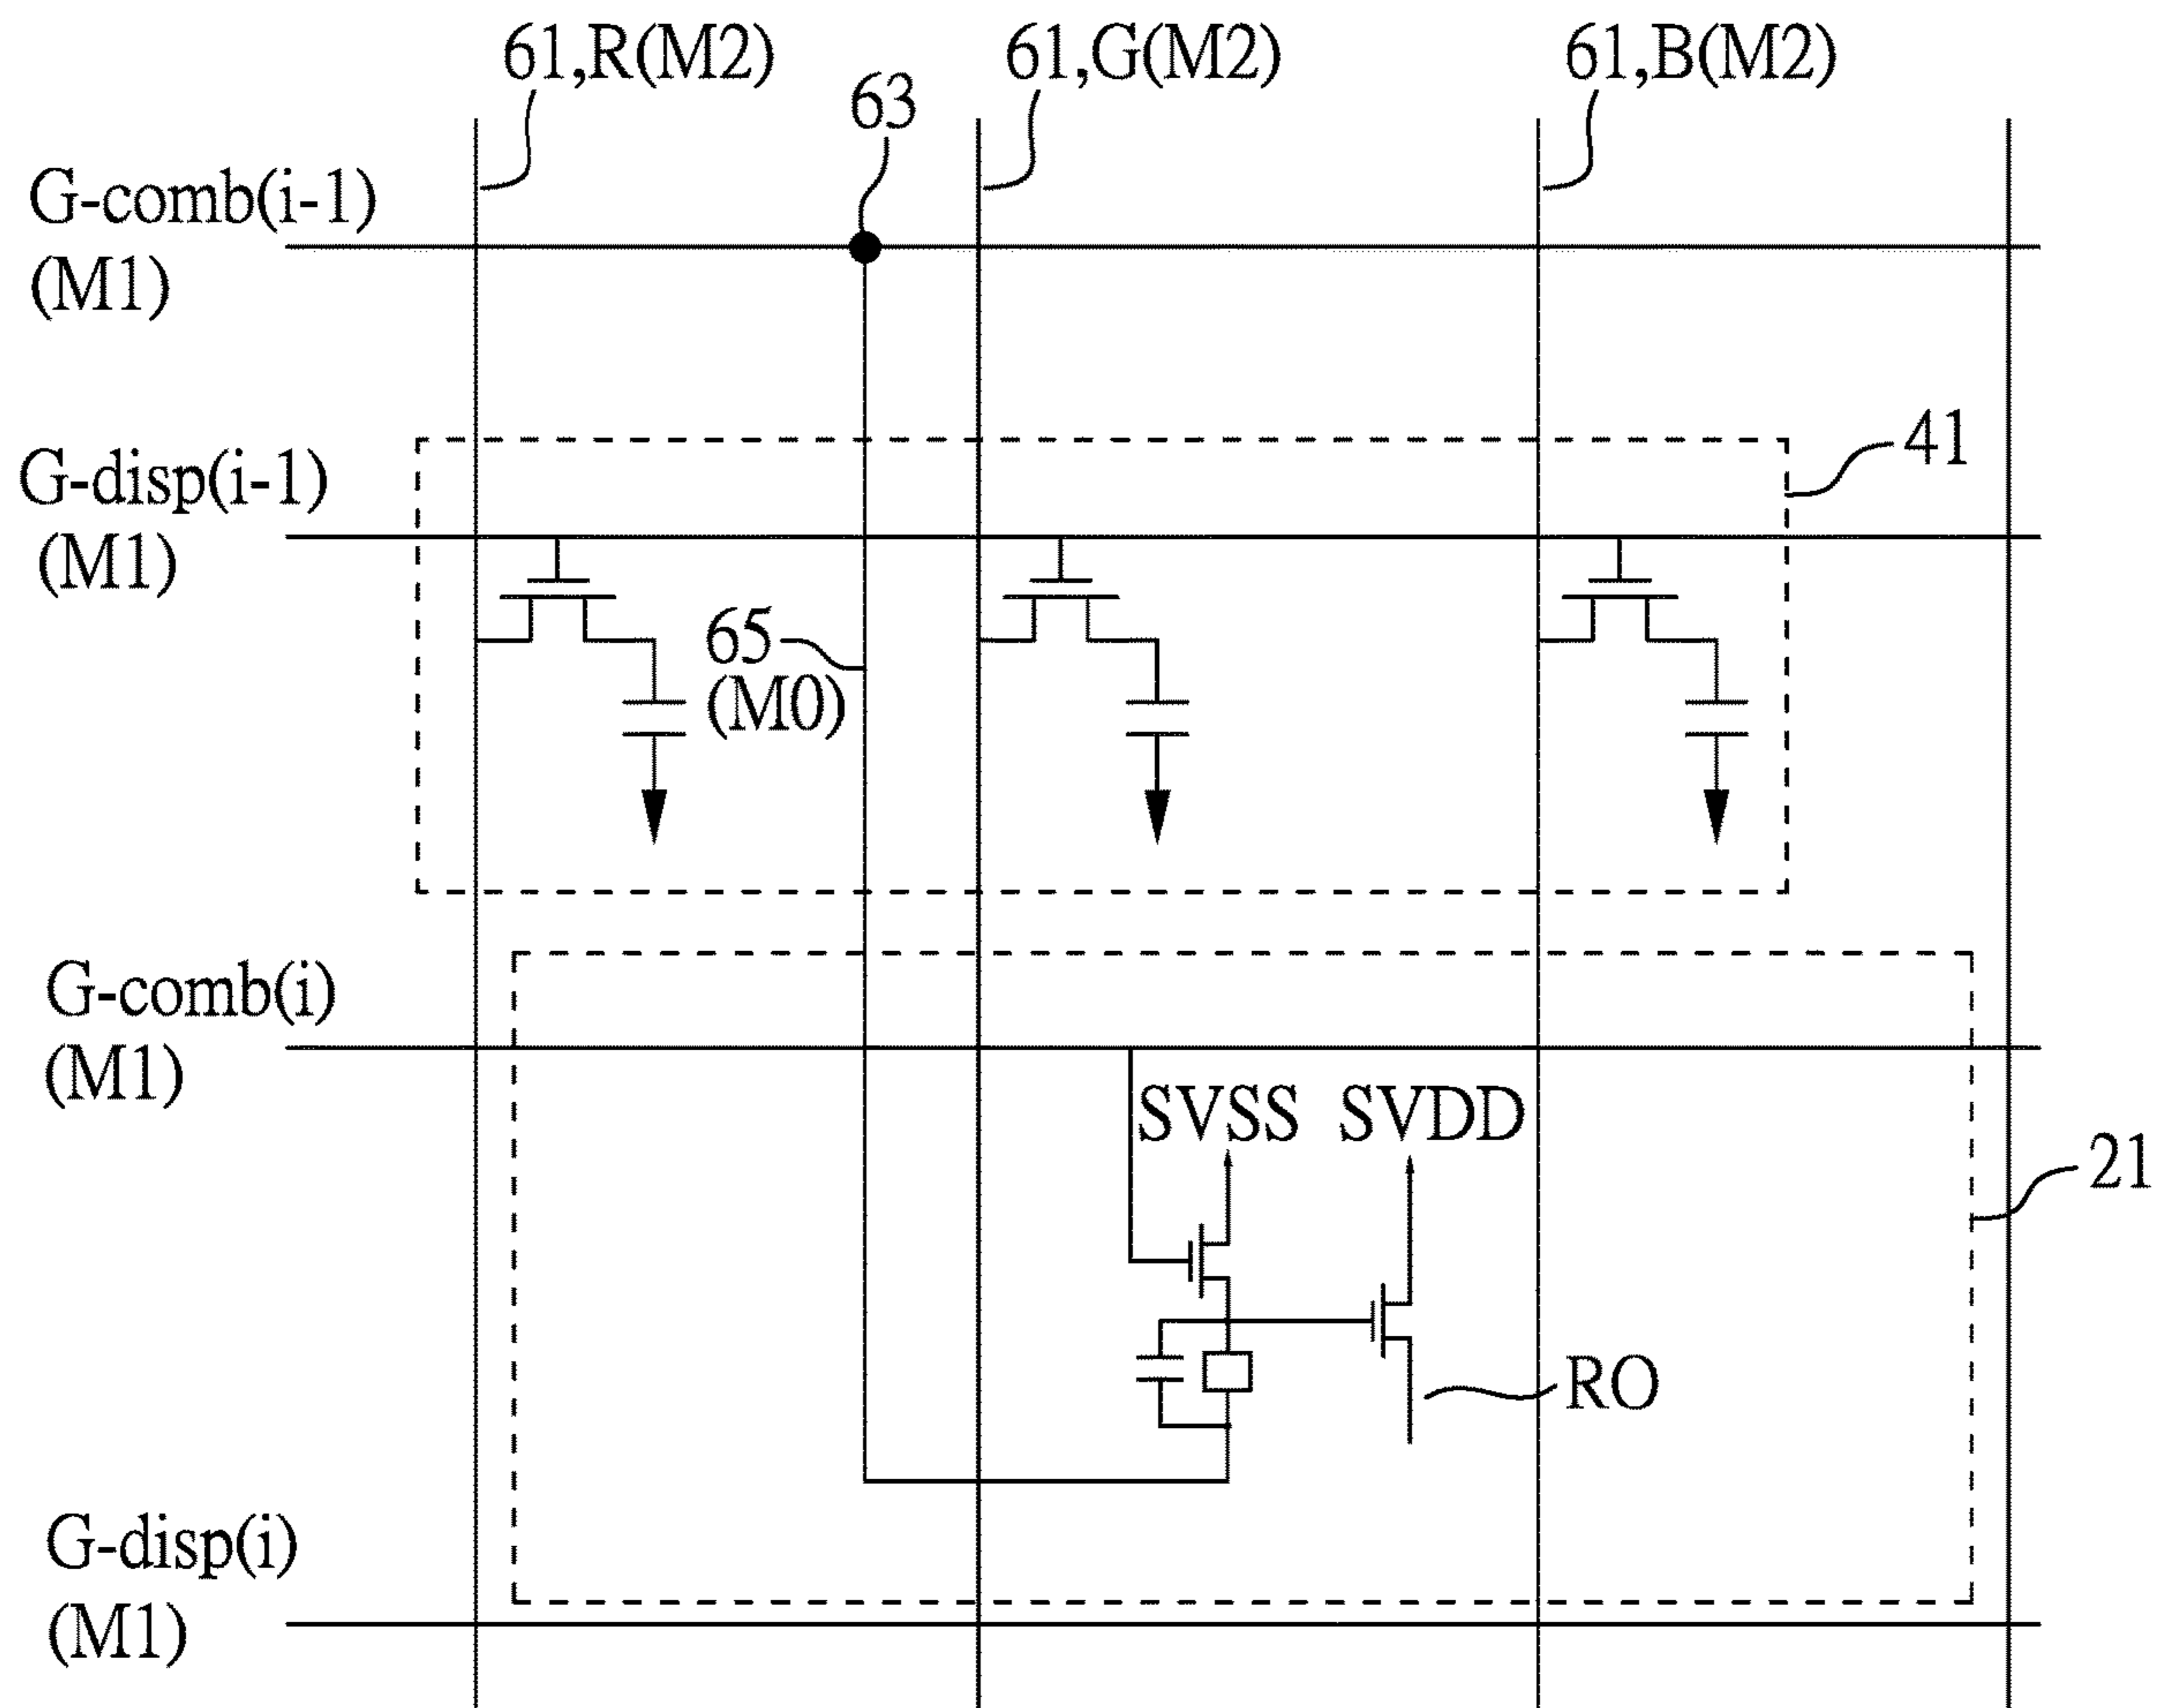 61,R(M2)
61,G(M2)
61,B(M2)
63
G-comb(i-1)
(M1)
41
G-disp(i-1)
(M1)
65
(M0)
G-comb(i)
(M1)
SVSS
SVDD
21
RO
G-disp(i)
(M1)